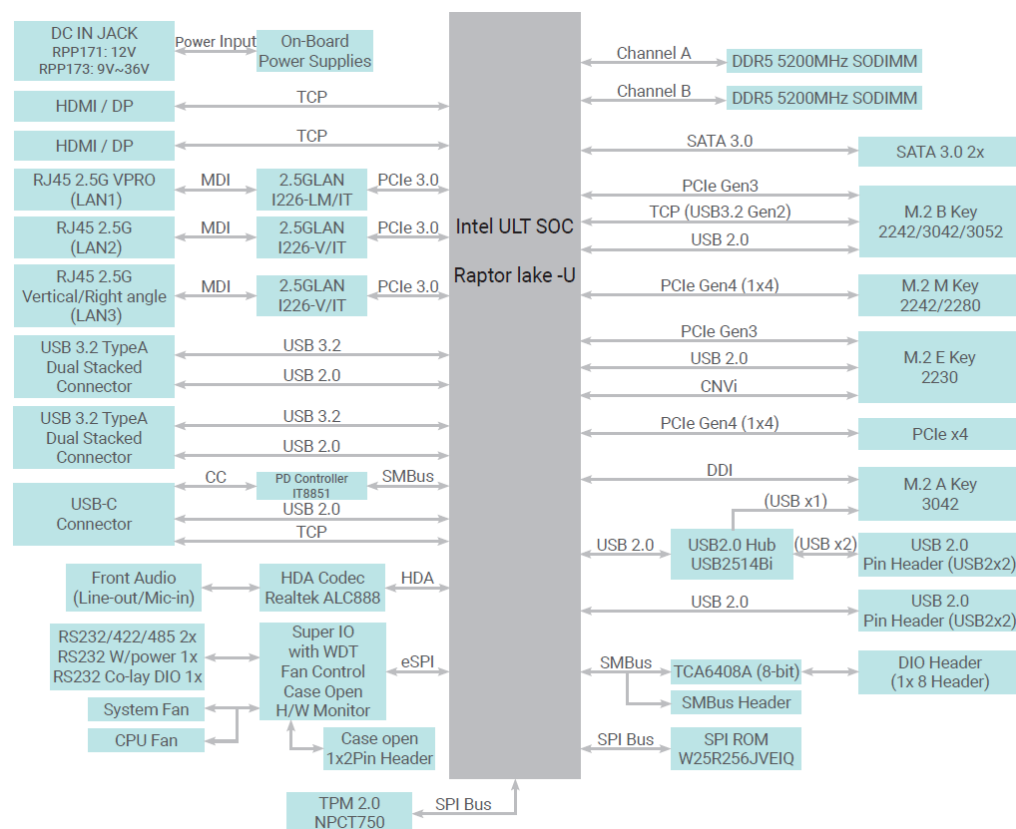 DC IN JACK
RPP171: 12V
RPP173: 9V~36V
Power Input
On-Board
Power Supplies
HDMI / DP
TCP
HDMI / DP
TCP
RJ45 2.5G VPRO
(LAN1)
MDI
2.5GLAN
I226-LM/IT
PCIe 3.0
RJ45 2.5G
(LAN2)
MDI
2.5GLAN
I226-V/IT
PCIe 3.0
RJ45 2.5G
Vertical/Right angle
(LAN3)
MDI
2.5GLAN
I226-V/IT
PCIe 3.0
USB 3.2 TypeA
Dual Stacked
Connector
USB 3.2
USB 2.0
USB 3.2 TypeA
Dual Stacked
Connector
USB 3.2
USB 2.0
USB-C
Connector
CC
PD Controller
IT8851
SMBus
USB 2.0
TCP
Front Audio
(Line-out/Mic-in)
HDA Codec
Realtek ALC888
HDA
RS232/422/485 2x
RS232 W/power 1x
RS232 Co-lay DIO 1x
Super IO
with WDT
Fan Control
Case Open
H/W Monitor
eSPI
System Fan
CPU Fan
Case open
1x2Pin Header
TPM 2.0
NPCT750
SPI Bus
Intel ULT SOC
Raptor lake -U
Channel A
DDR5 5200MHz SODIMM
Channel B
DDR5 5200MHz SODIMM
SATA 3.0
SATA 3.0 2x
PCIe Gen3
TCP (USB3.2 Gen2)
USB 2.0
M.2 B Key
2242/3042/3052
PCIe Gen4 (1x4)
M.2 M Key
2242/2280
PCIe Gen3
USB 2.0
CNVi
M.2 E Key
2230
PCIe Gen4 (1x4)
PCIe x4
DDI
M.2 A Key
3042
(USB x1)
USB 2.0
USB2.0 Hub
USB2514Bi
(USB x2)
USB 2.0
Pin Header (USB2x2)
USB 2.0
USB 2.0
Pin Header (USB2x2)
SMBus
TCA6408A (8-bit)
DIO Header
(1x 8 Header)
SMBus Header
SPI Bus
SPI ROM
W25R256JVEIQ